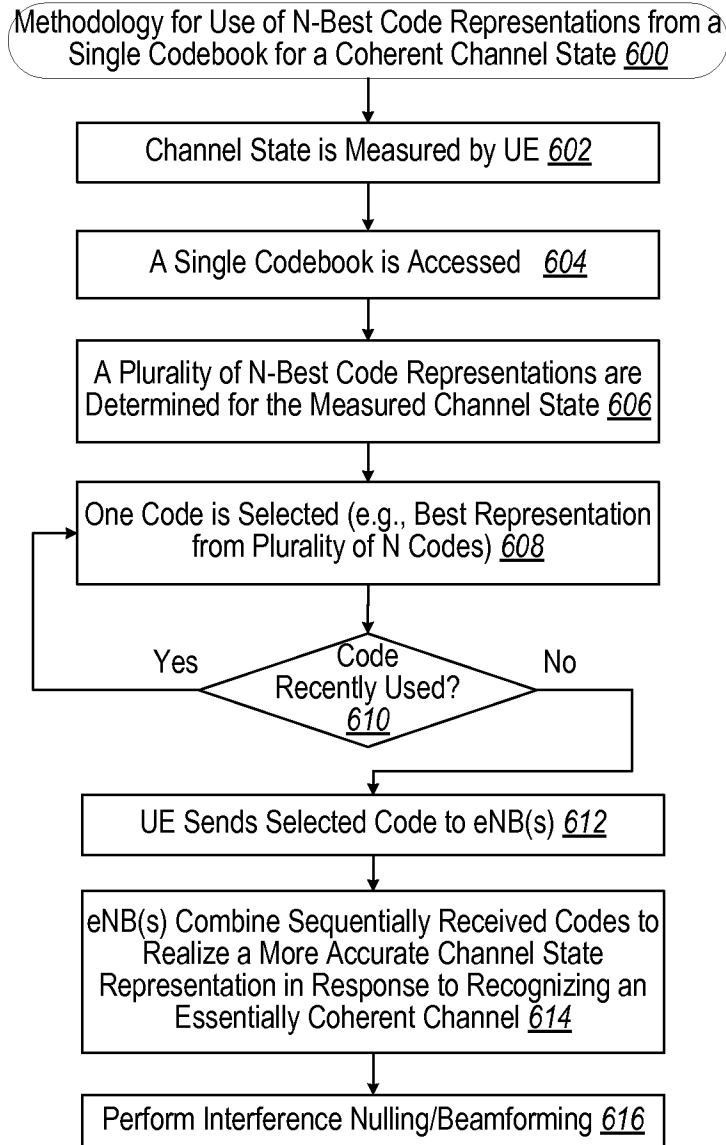 Methodology for Use of N-Best Code Representations from a
Single Codebook for a Coherent Channel State 600
Channel State is Measured by UE 602
A Single Codebook is Accessed 604
A Plurality of N-Best Code Representations are
Determined for the Measured Channel State 606
One Code is Selected (e.g., Best Representation
from Plurality of N Codes) 608
Yes
Code
Recently Used?
610
No
UE Sends Selected Code to eNB(s) 612
eNB(s) Combine Sequentially Received Codes to
Realize a More Accurate Channel State
Representation in Response to Recognizing an
Essentially Coherent Channel 614
Perform Interference Nulling/Beamforming 616